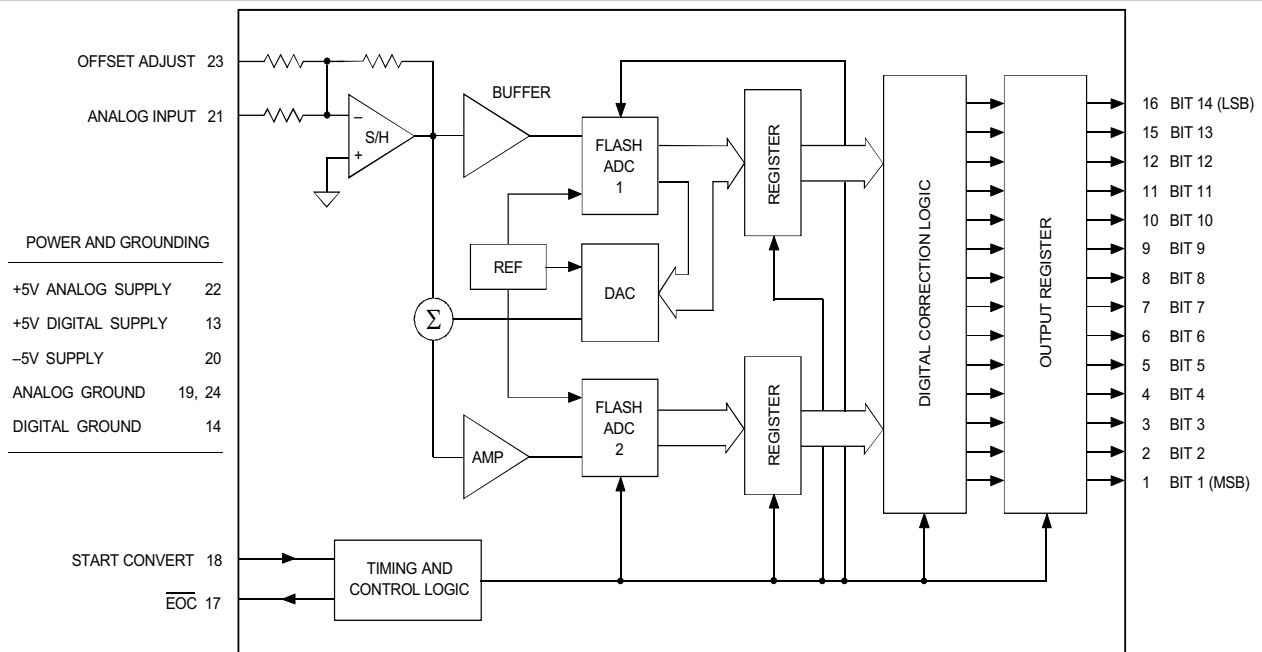 OFFSET ADJUST 23
ANALOG INPUT 21
–
S/H
+
BUFFER
FLASH
ADC
1
REGISTER
DIGITAL CORRECTION LOGIC
OUTPUT REGISTER
16 BIT 14 (LSB)
15 BIT 13
12 BIT 12
11 BIT 11
10 BIT 10
9 BIT 9
8 BIT 8
7 BIT 7
6 BIT 6
5 BIT 5
4 BIT 4
3 BIT 3
2 BIT 2
1 BIT 1 (MSB)
POWER AND GROUNDING
+5V ANALOG SUPPLY 22
+5V DIGITAL SUPPLY 13
–5V SUPPLY 20
ANALOG GROUND 19, 24
DIGITAL GROUND 14
REF
DAC
Σ
FLASH
ADC
2
REGISTER
AMP
START CONVERT 18
EOC 17
TIMING AND
CONTROL LOGIC